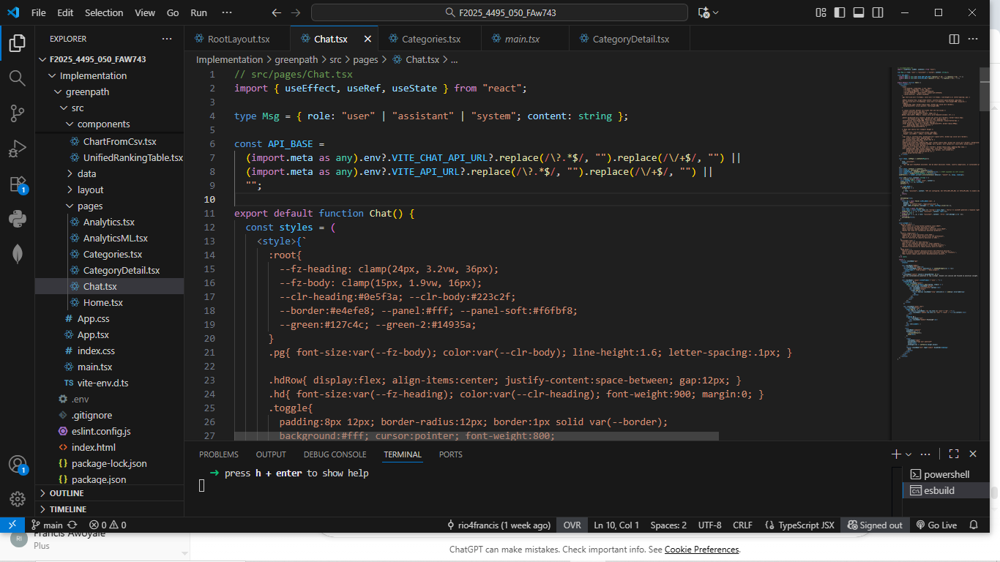 File Edit Selection View Go Run ···
F2025_4495_050_FAw743
EXPLORER ···
F2025_4495_050_FAW743
Implementation
greenpath
src
components
ChartFromCsv.tsx
UnifiedRankingTable.tsx
data
layout
pages
Analytics.tsx
AnalyticsML.tsx
Categories.tsx
CategoryDetail.tsx
Chat.tsx
Home.tsx
# App.css
App.tsx
# index.css
main.tsx
TS vite-env.d.ts
.env
.gitignore
eslint.config.js
<> index.html
{} package-lock.json
{} package.json
OUTLINE
TIMELINE
1
1
RootLayout.tsx Chat.tsx Categories.tsx main.tsx CategoryDetail.tsx
Implementation > greenpath > src > pages > Chat.tsx > ...
1 // src/pages/Chat.tsx
2 import { useEffect, useRef, useState } from "react";
3
4 type Msg = { role: "user" | "assistant" | "system"; content: string };
5
6 const API_BASE =
7 (import.meta as any).env?.VITE_CHAT_API_URL?.replace(/\?.*$/, "").replace(/\/+$/, "") ||
8 (import.meta as any).env?.VITE_API_URL?.replace(/\?.*$/, "").replace(/\/+$/, "") ||
9 "";
10
11 export default function Chat() {
12 const styles = (
13 <style>{`
14 :root{
15 --fz-heading: clamp(24px, 3.2vw, 36px);
16 --fz-body: clamp(15px, 1.9vw, 16px);
17 --clr-heading:#0e5f3a; --clr-body:#223c2f;
18 --border:#e4efe8; --panel:#fff; --panel-soft:#f6fbf8;
19 --green:#127c4c; --green-2:#14935a;
20 }
21 .pg{ font-size:var(--fz-body); color:var(--clr-body); line-height:1.6; letter-spacing:.1px; }
22
23 .hdRow{ display:flex; align-items:center; justify-content:space-between; gap:12px; }
24 .hd{ font-size:var(--fz-heading); color:var(--clr-heading); font-weight:900; margin:0; }
25 .toggle{
26 padding:8px 12px; border-radius:12px; border:1px solid var(--border);
27 background:#fff; cursor:pointer; font-weight:800;
PROBLEMS OUTPUT DEBUG CONSOLE TERMINAL PORTS
➜ press h + enter to show help
powershell
esbuild
main 0 0 rio4francis (1 week ago) OVR Ln 10, Col 1 Spaces: 2 UTF-8 CRLF {} TypeScript JSX Signed out Go Live
RI Francis Awoyale
Plus
ChatGPT can make mistakes. Check important info. See Cookie Preferences.